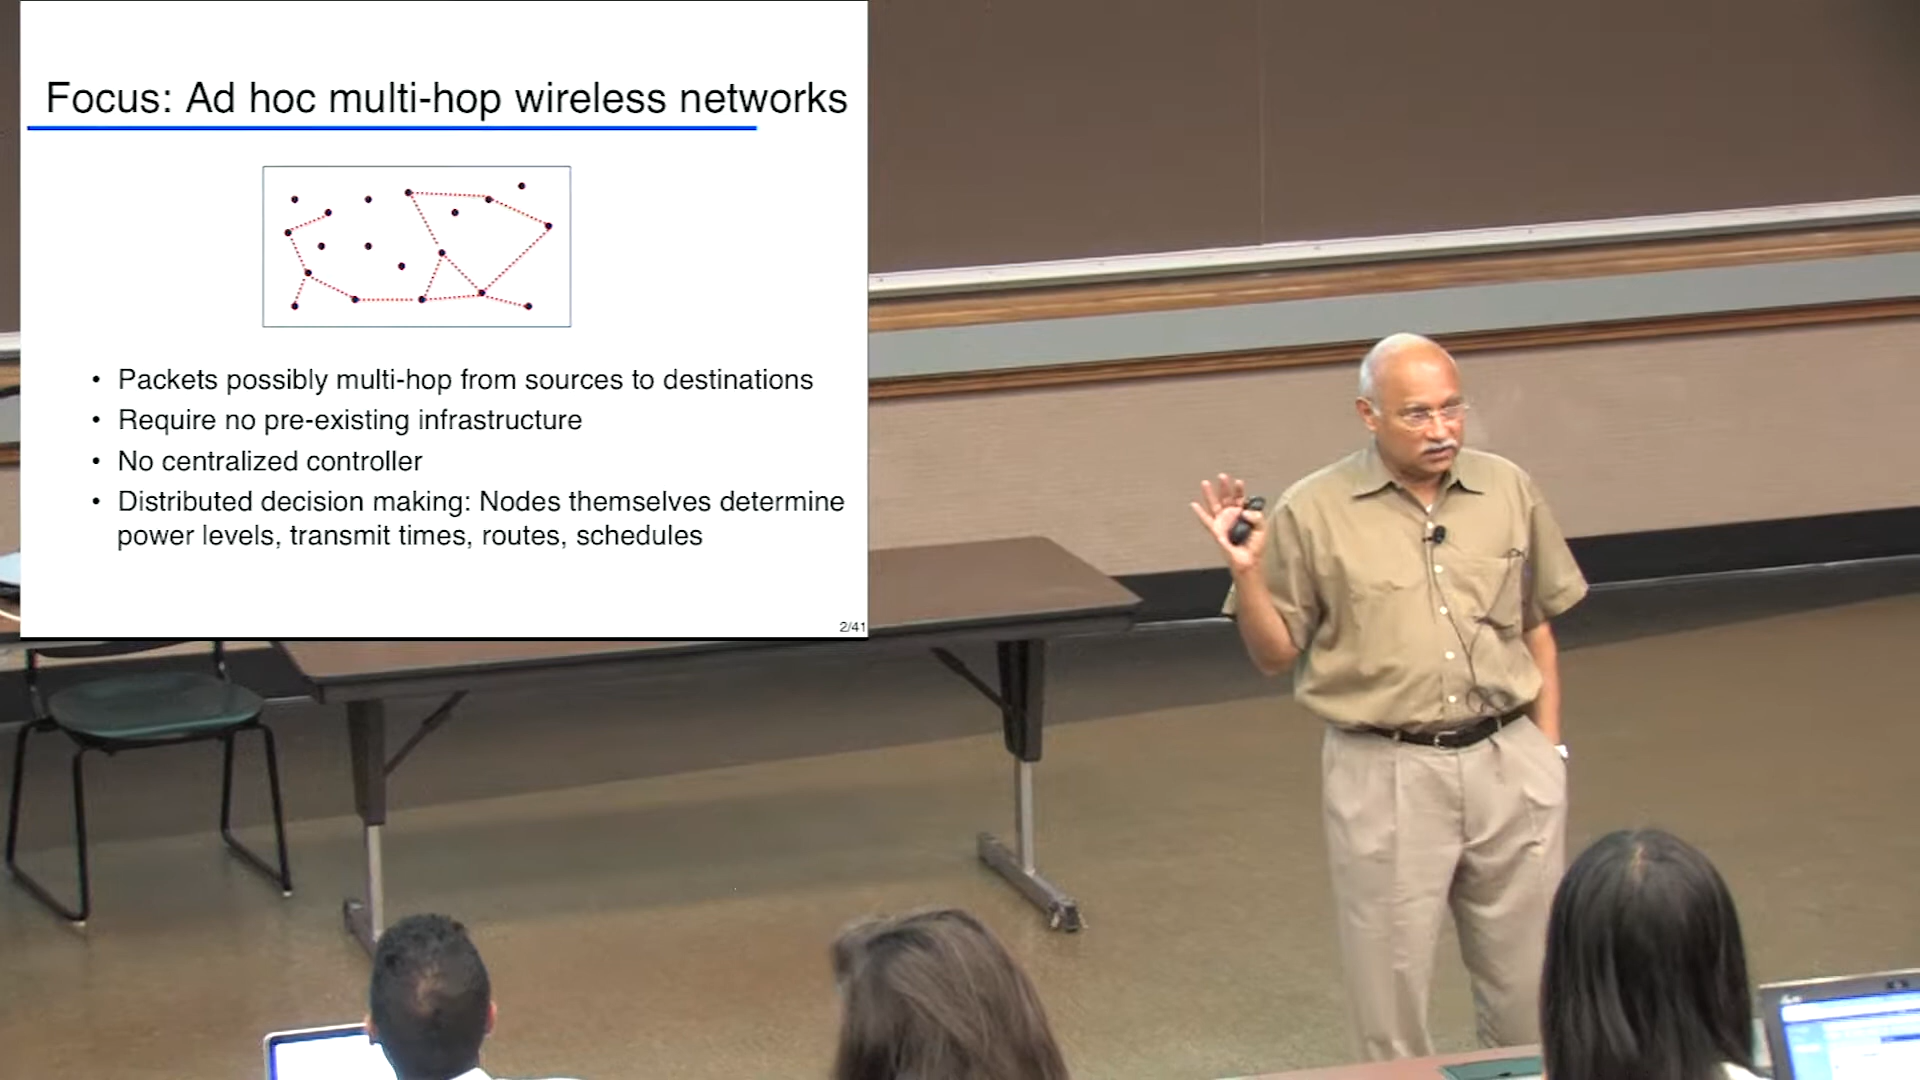 Focus: Ad hoc multi-hop wireless networks
• Packets possibly multi-hop from sources to destinations
• Require no pre-existing infrastructure
• No centralized controller
• Distributed decision making: Nodes themselves determine
power levels, transmit times, routes, schedules
2/41